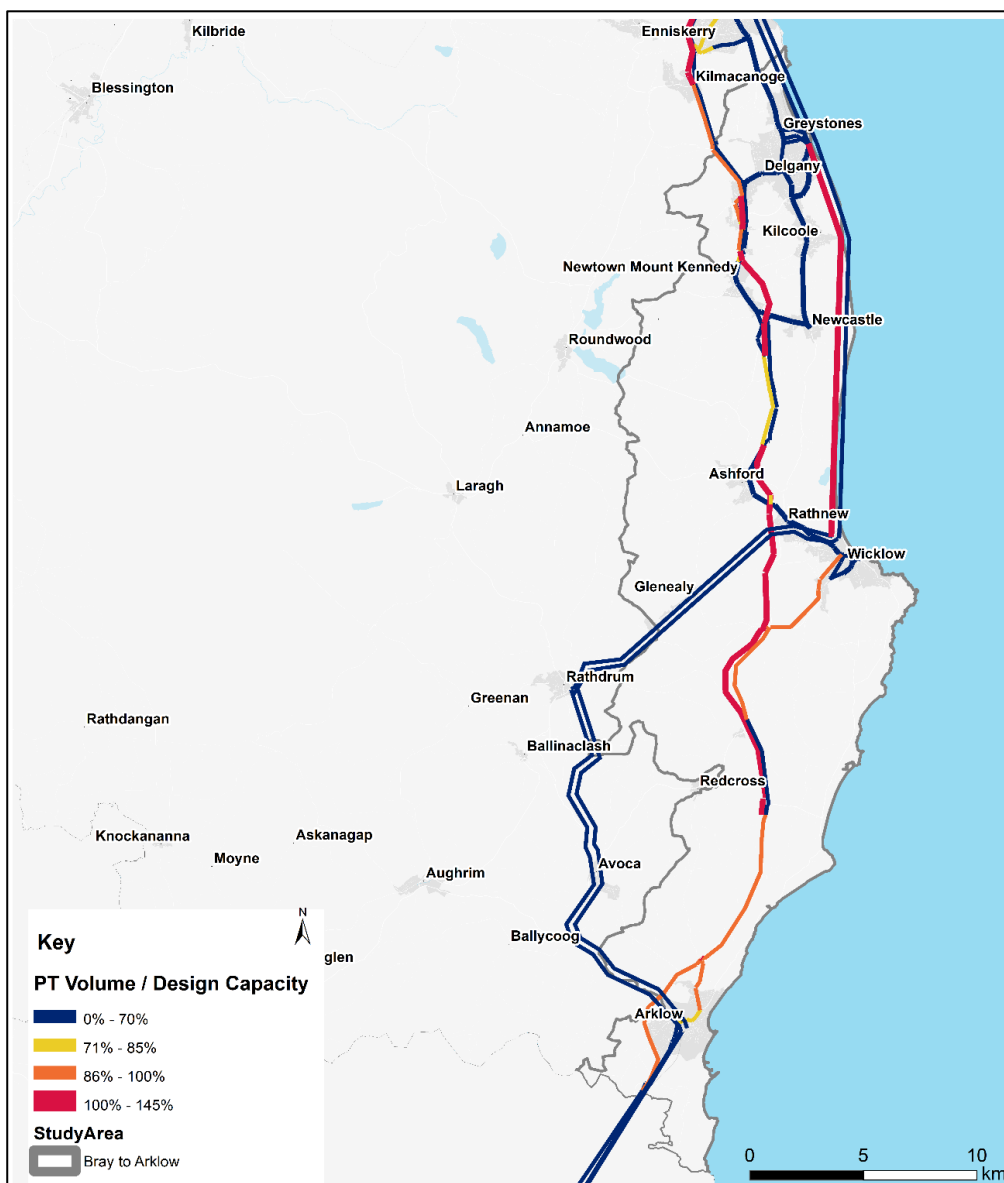 Kilbride
Enniskerry
Blessington
Kilmacanoge
Greystones
Delgany
Kilcoole
Newtown Mount Kennedy
Newcastle
Roundwood
Annamoe
Ashford
Laragh
Rathnew
Wicklow
Glenealy
Rathdrum
Greenan
Rathdangan
Ballinaclash
Redcross
Knockananna
Askanagap
Moyne
Aughrim
Avoca
Ballycoog
glen
Arklow
N
Key
PT Volume / Design Capacity
0% - 70%
71% - 85%
86% - 100%
100% - 145%
StudyArea
Bray to Arklow
0 5 10
km